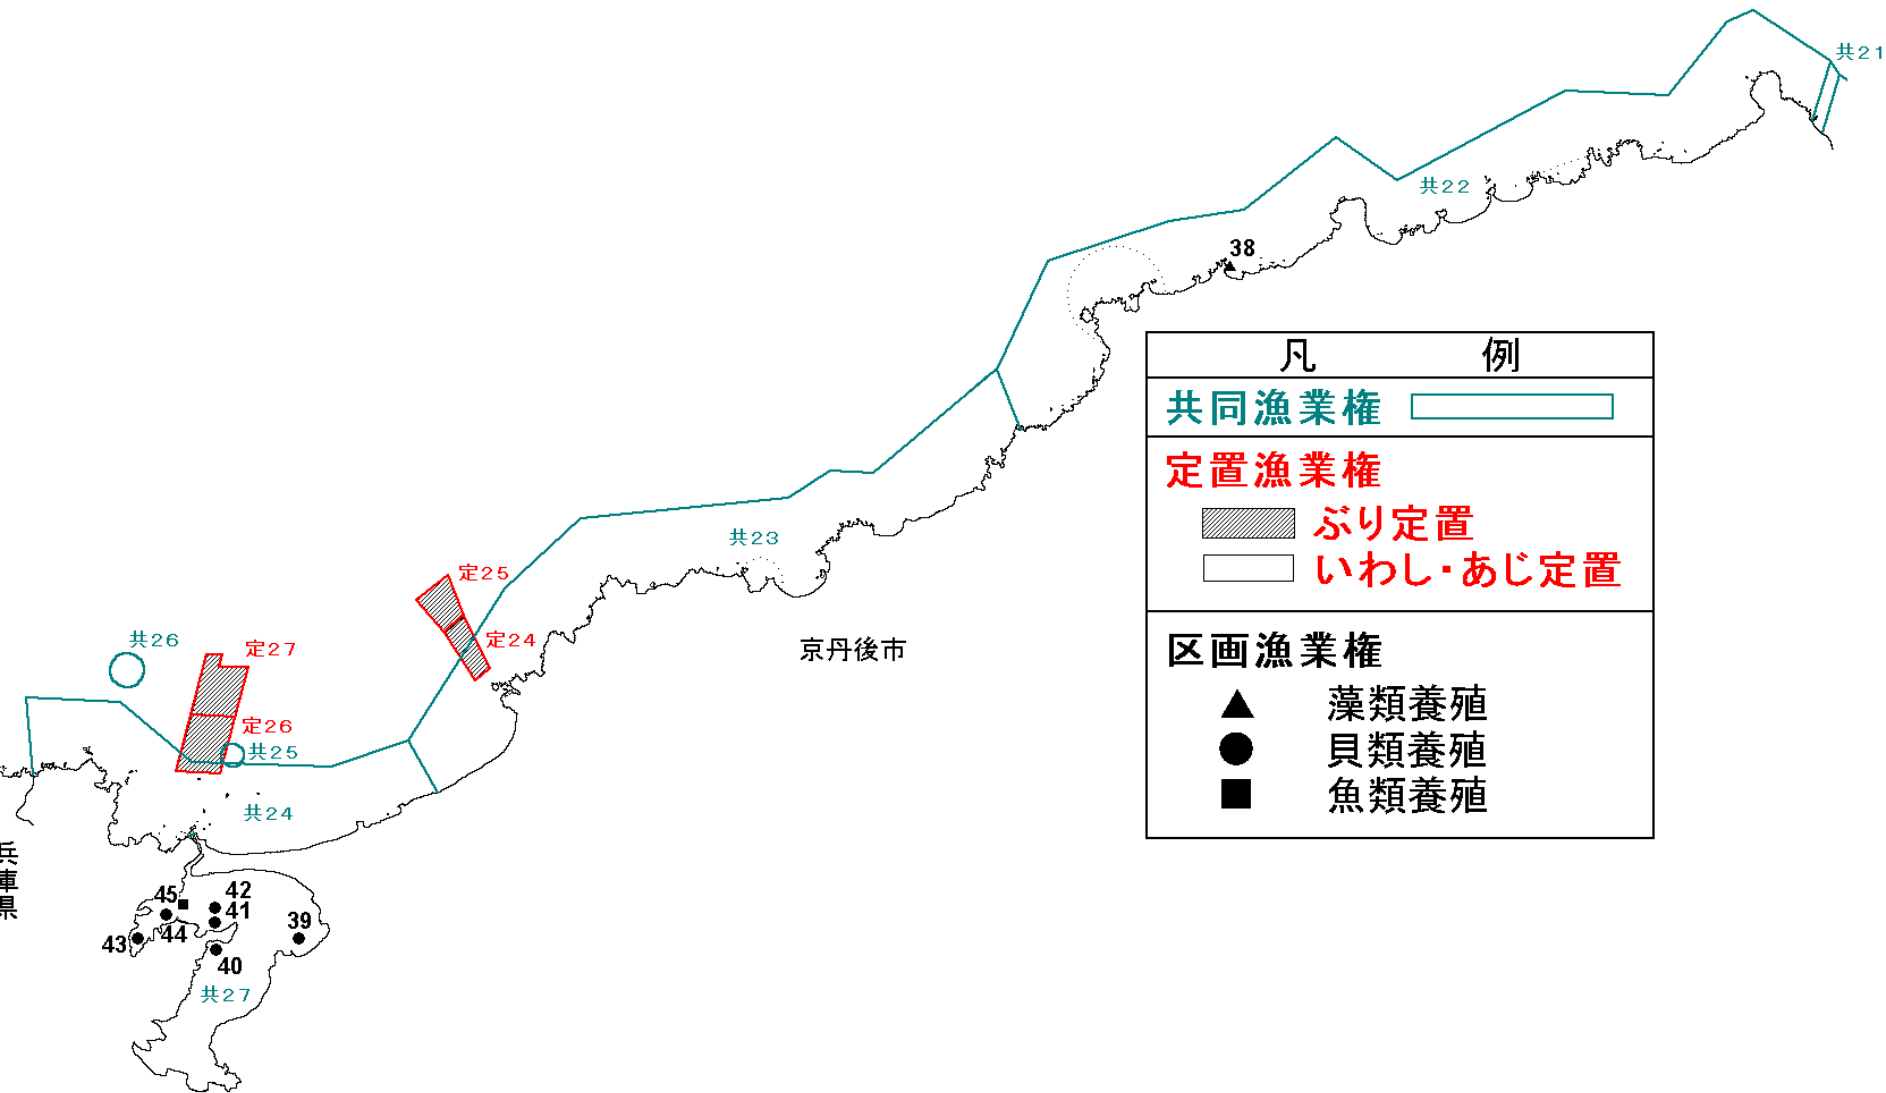 共21
共22
38
凡 例
共同漁業権
定置漁業権
ぶり定置
いわし・あじ定置
区画漁業権
藻類養殖
貝類養殖
魚類養殖
共23
京丹後市
定25
定24
共26
定27
定26
共25
共24
兵庫県
45
42
41
39
44
43
40
共27